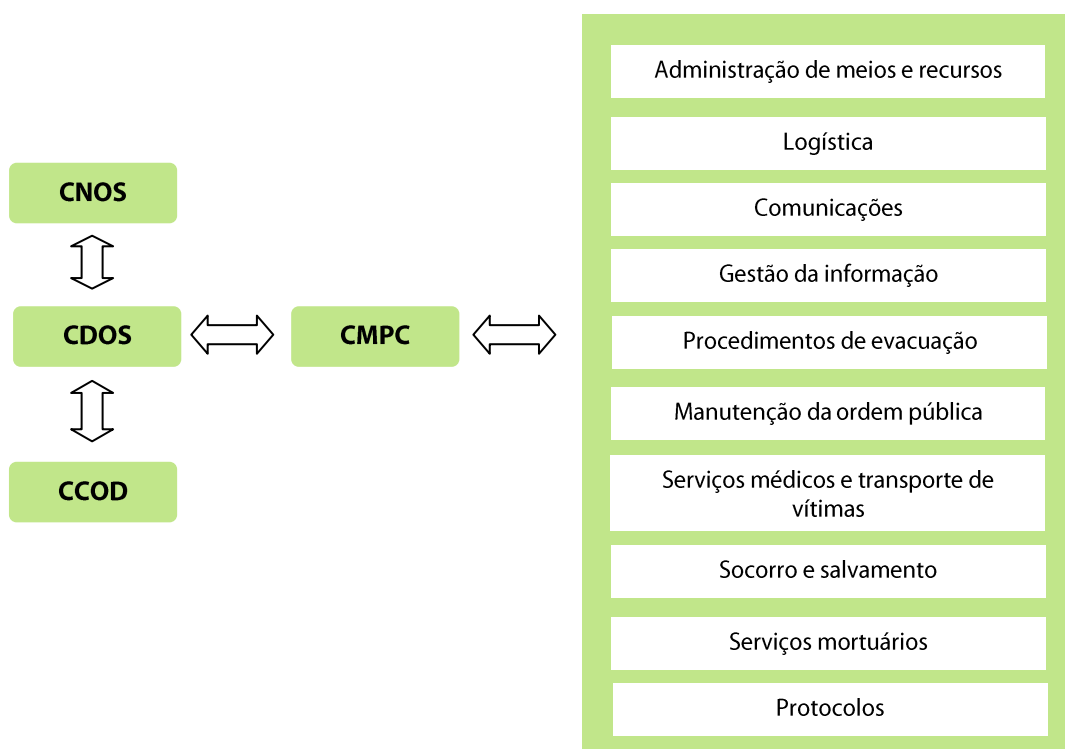 CNOS
CDOS
CCOD
CMPC
Administração de meios e recursos
Logística
Comunicações
Gestão da informação
Procedimentos de evacuação
Manutenção da ordem pública
Serviços médicos e transporte de
vítimas
Socorro e salvamento
Serviços mortuários
Protocolos